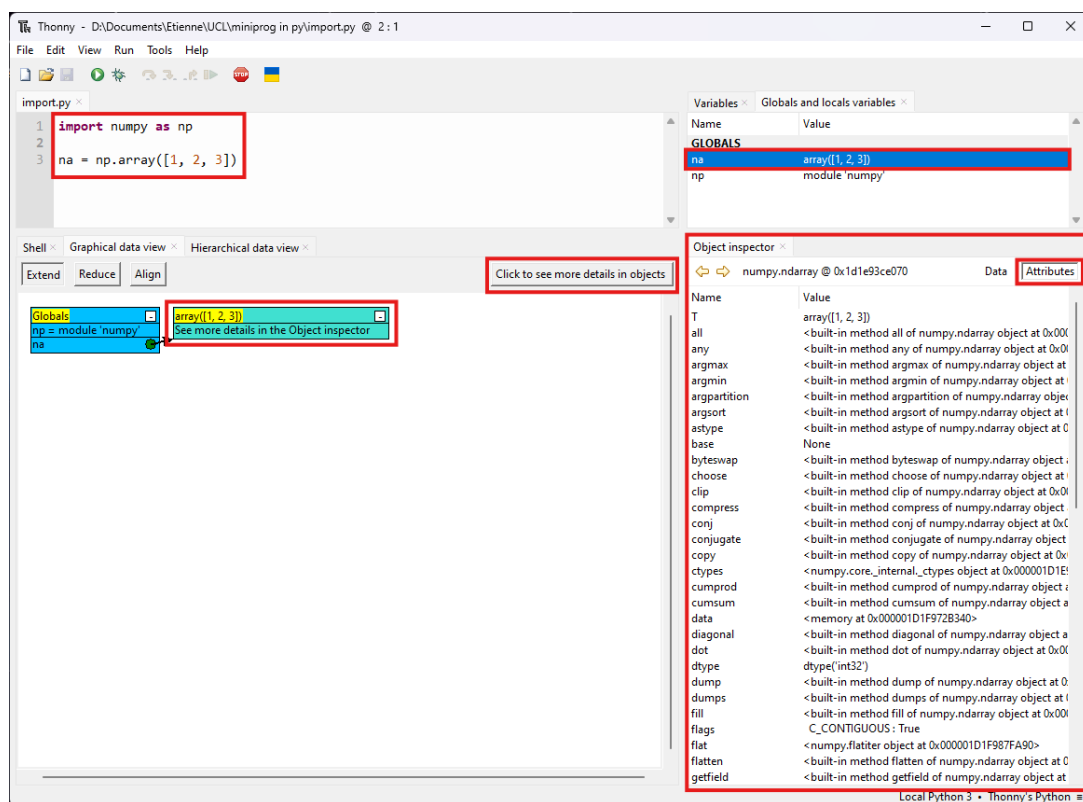 Thonny - D:\Documents\Etienne\UCL\miniprog in py\import.py @ 2:1
File Edit View Run Tools Help
STOP
import.py ×
1 import numpy as np
2
3 na = np.array([1, 2, 3])
Variables × Globals and locals variables ×
Name Value
GLOBALS
na array([1, 2, 3])
np module 'numpy'
Shell × Graphical data view × Hierarchical data view ×
Extend Reduce Align Click to see more details in objects
Globals -
np = module 'numpy'
na
array([1, 2, 3]) -
See more details in the Object inspector
Object inspector ×
numpy.ndarray @ 0x1d1e93ce070 Data Attributes
Name Value
T array([1, 2, 3])
all <built-in method all of numpy.ndarray object at 0x000
any <built-in method any of numpy.ndarray object at 0x00
argmax <built-in method argmax of numpy.ndarray object at
argmin <built-in method argmin of numpy.ndarray object at
argpartition <built-in method argpartition of numpy.ndarray objec
argsort <built-in method argsort of numpy.ndarray object at
astype <built-in method astype of numpy.ndarray object at 0
base None
byteswap <built-in method byteswap of numpy.ndarray object
choose <built-in method choose of numpy.ndarray object at
clip <built-in method clip of numpy.ndarray object at 0x00
compress <built-in method compress of numpy.ndarray object
conj <built-in method conj of numpy.ndarray object at 0x0
conjugate <built-in method conjugate of numpy.ndarray object
copy <built-in method copy of numpy.ndarray object at 0x
ctypes <numpy.core._internal._ctypes object at 0x000001D1E
cumprod <built-in method cumprod of numpy.ndarray object
cumsum <built-in method cumsum of numpy.ndarray object a
data <memory at 0x000001D1F972B340>
diagonal <built-in method diagonal of numpy.ndarray object a
dot <built-in method dot of numpy.ndarray object at 0x00
dtype dtype('int32')
dump <built-in method dump of numpy.ndarray object at 0
dumps <built-in method dumps of numpy.ndarray object at
fill <built-in method fill of numpy.ndarray object at 0x000
flags C_CONTIGUOUS : True
flat <numpy.flatiter object at 0x000001D1F987FA90>
flatten <built-in method flatten of numpy.ndarray object at 0
getfield <built-in method getfield of numpy.ndarray object at
Local Python 3 • Thonny's Python ≡